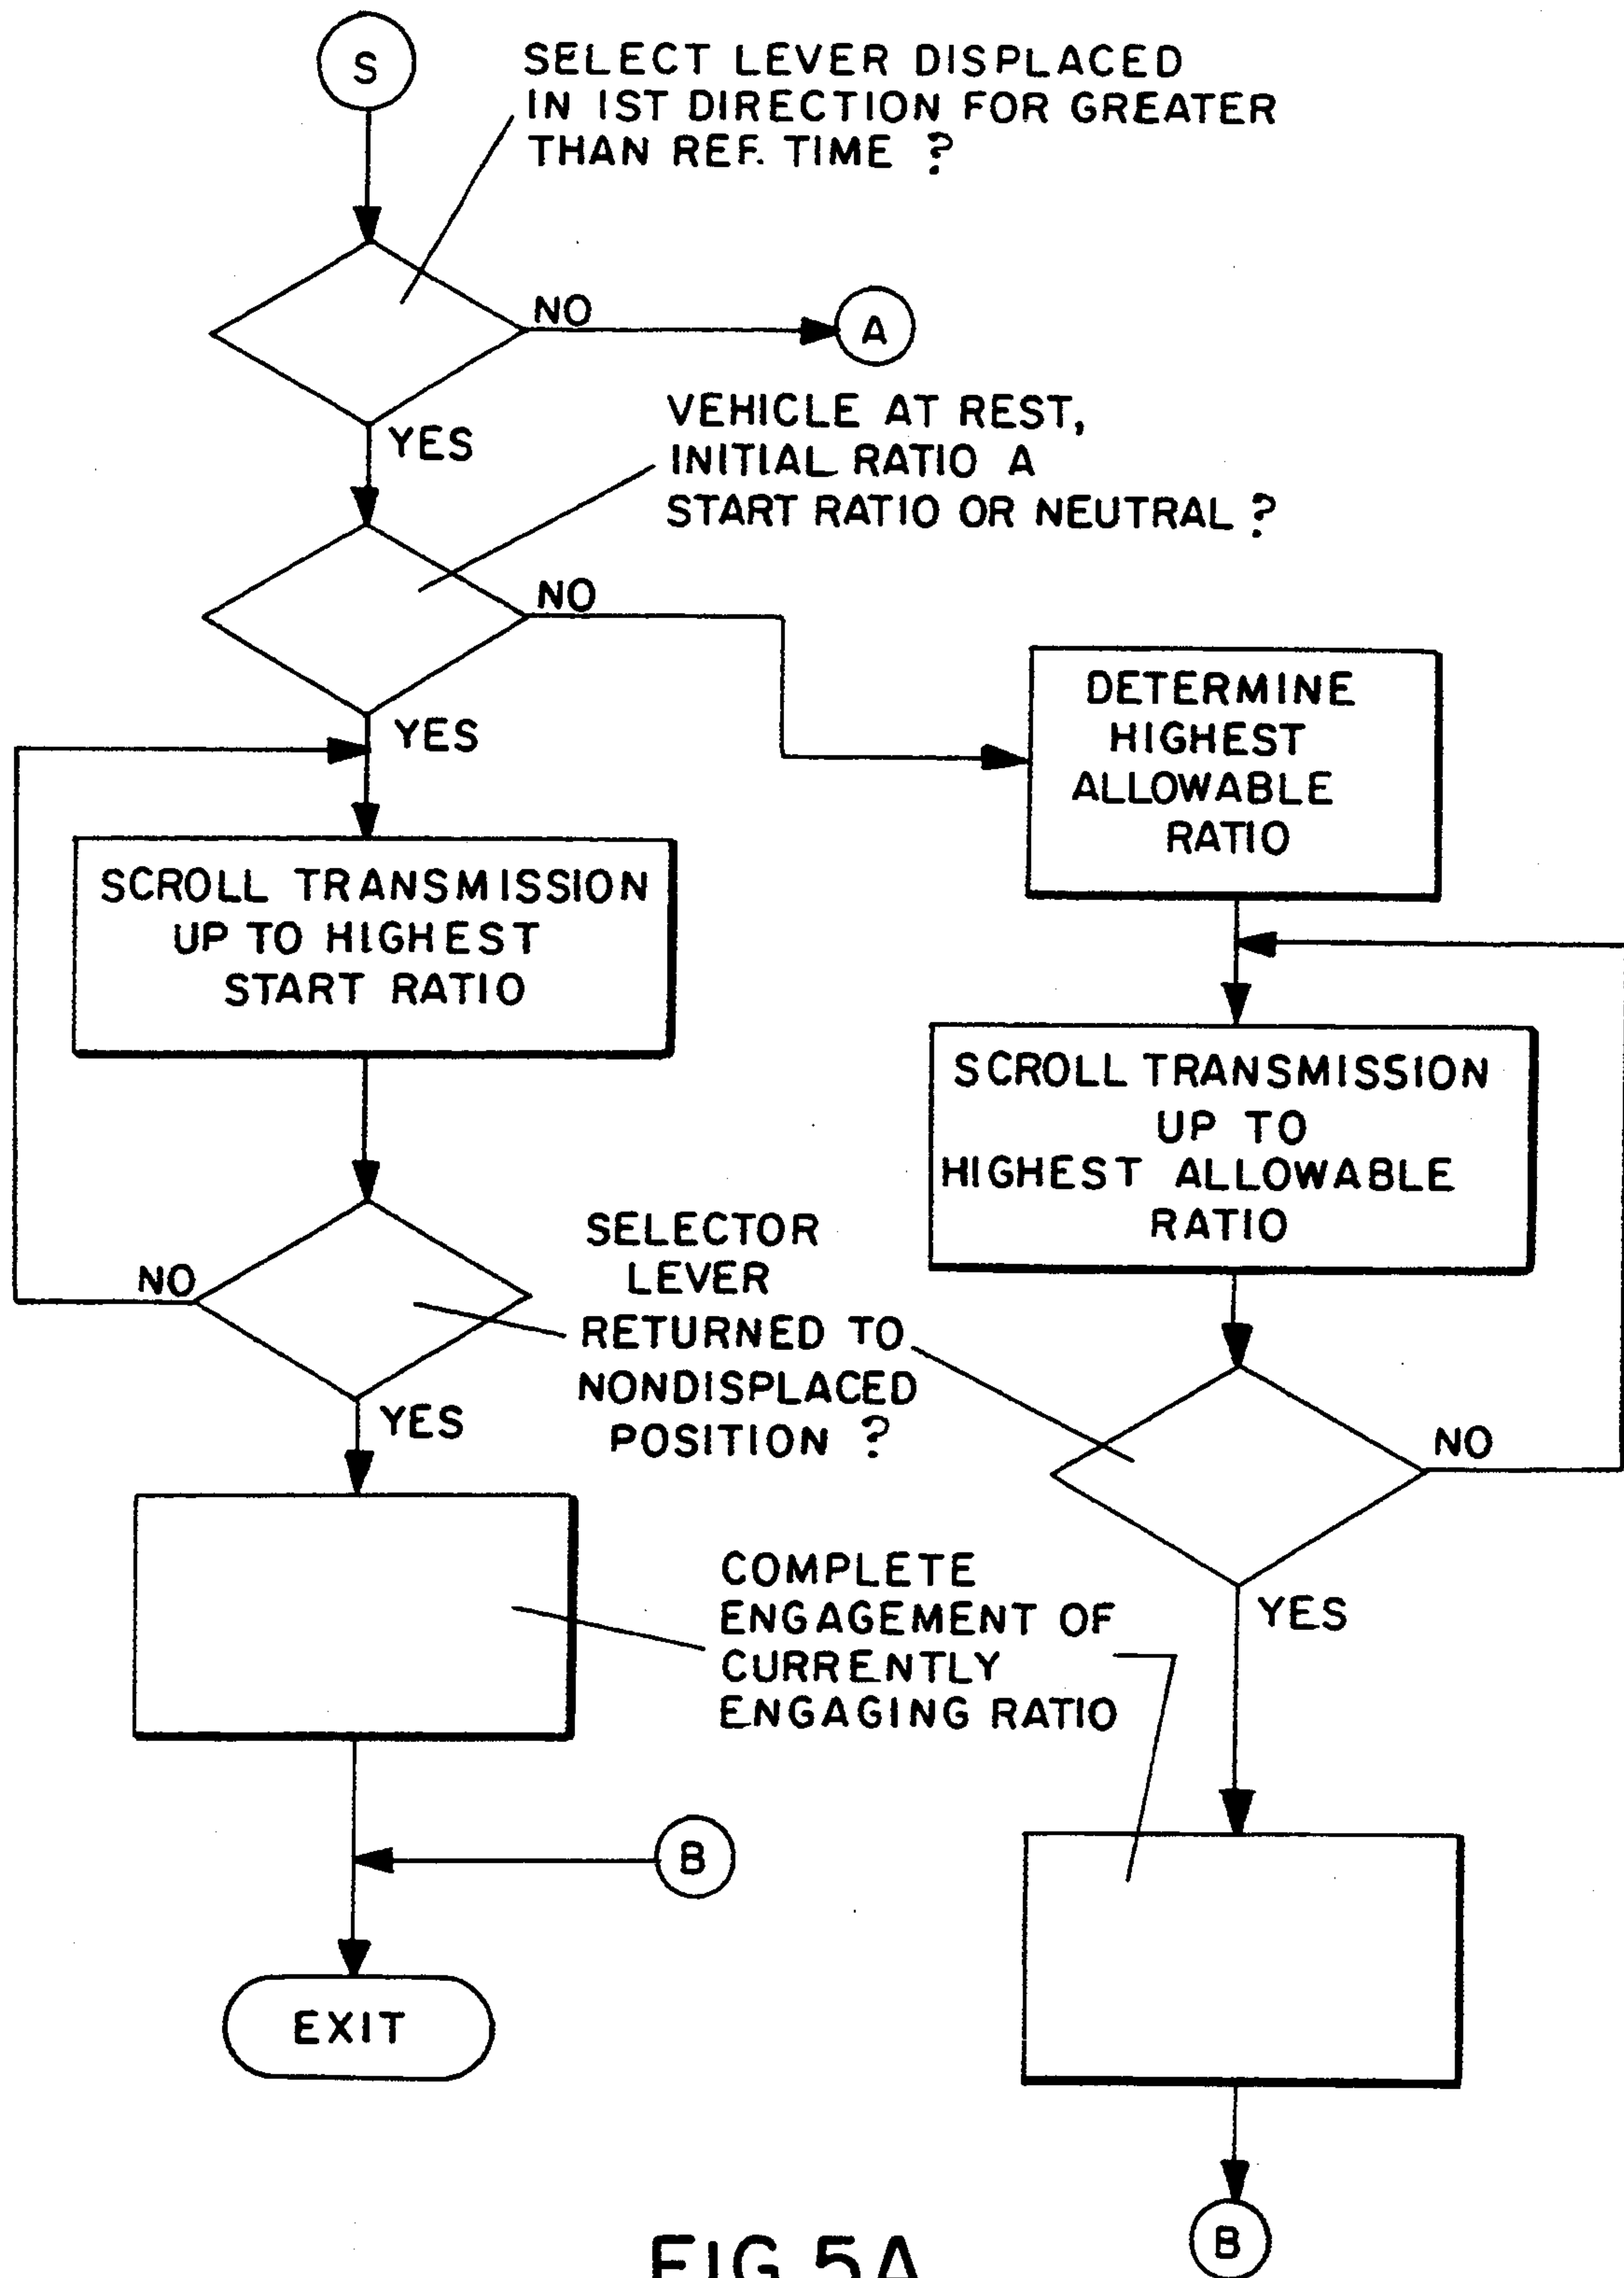 S
SELECT LEVER DISPLACED
IN 1ST DIRECTION FOR GREATER
THAN REF. TIME ?
NO
A
YES
VEHICLE AT REST,
INITIAL RATIO A
START RATIO OR NEUTRAL ?
NO
YES
DETERMINE
HIGHEST
ALLOWABLE
RATIO
SCROLL TRANSMISSION
UP TO HIGHEST
START RATIO
SCROLL TRANSMISSION
UP TO
HIGHEST ALLOWABLE
RATIO
SELECTOR
LEVER
RETURNED TO
NONDISPLACED
POSITION ?
NO
YES
NO
YES
COMPLETE
ENGAGEMENT OF
CURRENTLY
ENGAGING RATIO
B
EXIT
B
FIG 5A